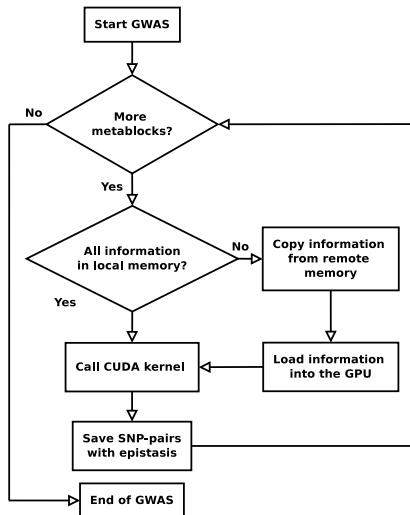 Start GWAS
No
More
metablocks?
Yes
All information
in local memory?
No
Copy information
from remote
memory
Yes
Call CUDA kernel
Load information
into the GPU
Save SNP-pairs
with epistasis
End of GWAS